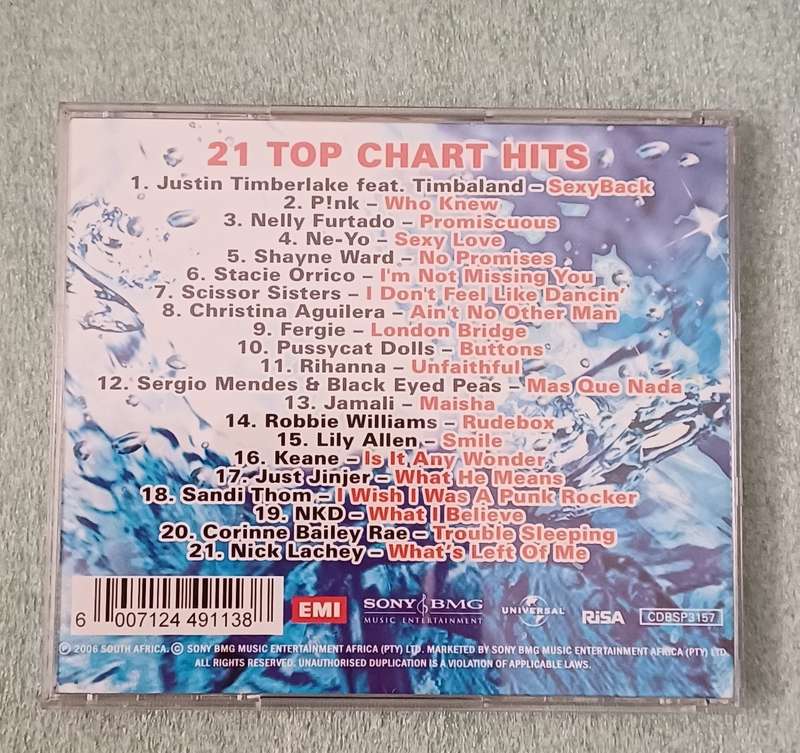 21 TOP CHART HITS
1. Justin Timberlake feat. Timbaland – SexyBack
2. P!nk – Who Knew
3. Nelly Furtado – Promiscuous
4. Ne-Yo – Sexy Love
5. Shayne Ward – No Promises
6. Stacie Orrico – I'm Not Missing You
7. Scissor Sisters – I Don't Feel Like Dancin'
8. Christina Aguilera – Ain't No Other Man
9. Fergie – London Bridge
10. Pussycat Dolls – Buttons
11. Rihanna – Unfaithful
12. Sergio Mendes & Black Eyed Peas – Mas Que Nada
13. Jamali – Maisha
14. Robbie Williams – Rudebox
15. Lily Allen – Smile
16. Keane – Is It Any Wonder
17. Just Jinjer – What He Means
18. Sandi Thom – I Wish I Was A Punk Rocker
19. NKD – What I Believe
20. Corinne Bailey Rae – Trouble Sleeping
21. Nick Lachey – What's Left Of Me
6 007124 491138
EMI
SONY BMG
MUSIC ENTERTAINMENT
UNIVERSAL
RiSA
CDBSP3157
℗ 2006 SOUTH AFRICA. © SONY BMG MUSIC ENTERTAINMENT AFRICA (PTY) LTD. MARKETED BY SONY BMG MUSIC ENTERTAINMENT AFRICA (PTY) LTD.
ALL RIGHTS RESERVED. UNAUTHORISED DUPLICATION IS A VIOLATION OF APPLICABLE LAWS.